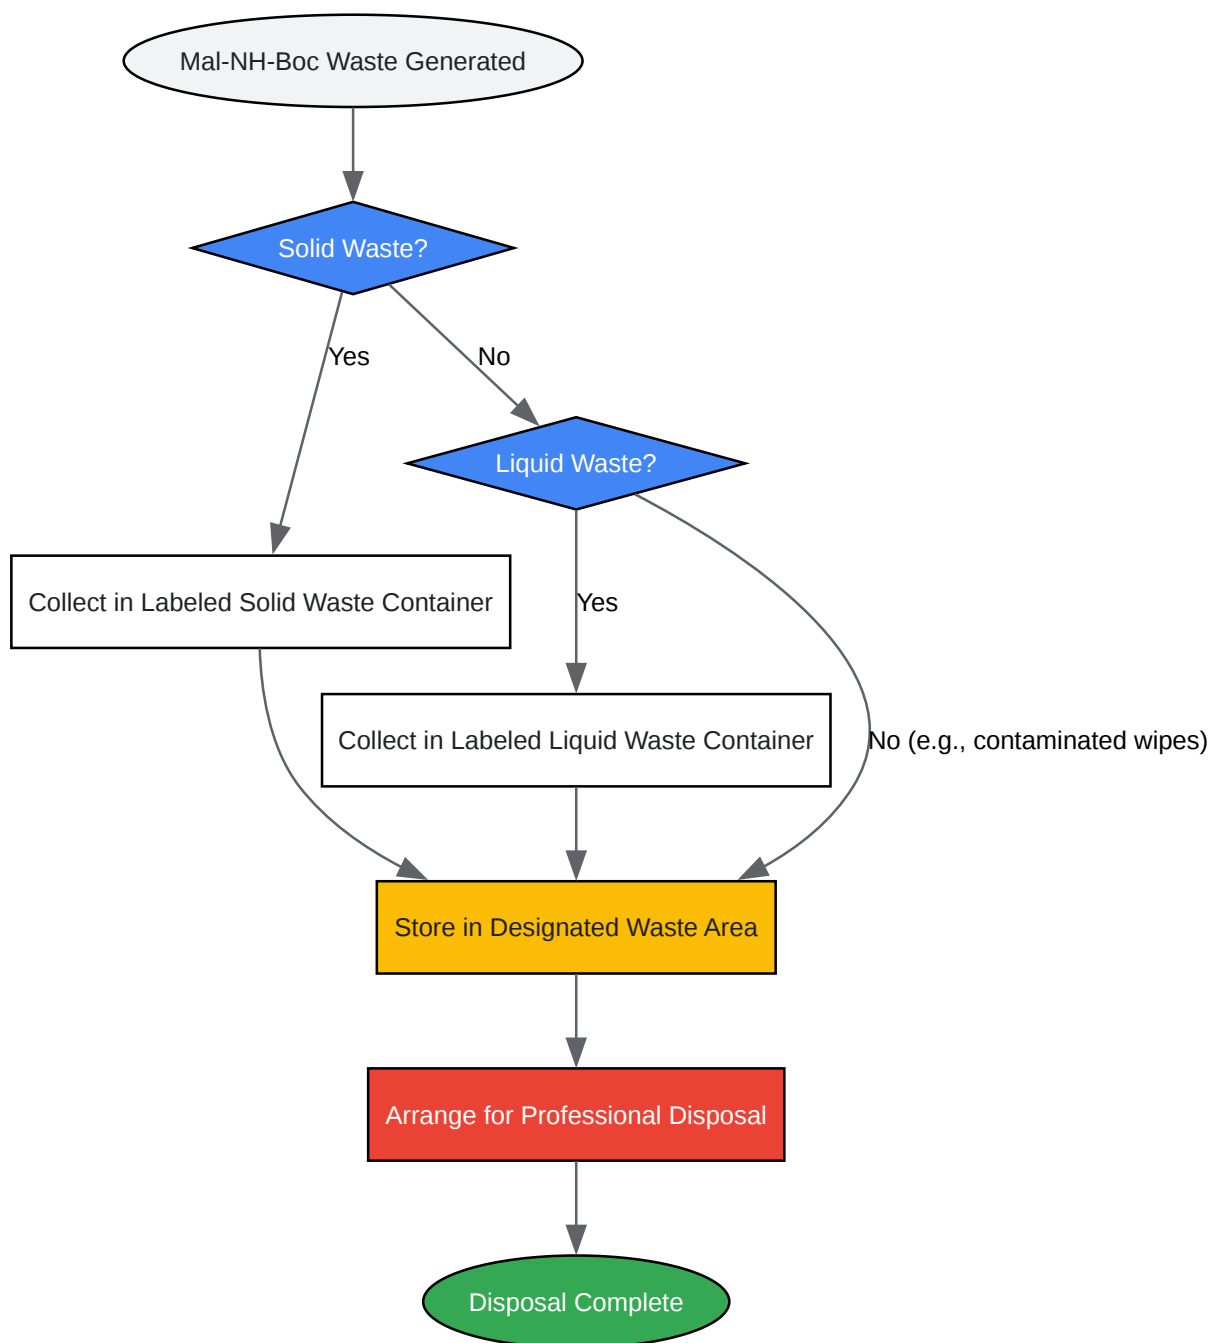 Mal-NH-Boc Waste Generated
Solid Waste?
Yes
No
Liquid Waste?
Collect in Labeled Solid Waste Container
Yes
Collect in Labeled Liquid Waste Container
No (e.g., contaminated wipes)
Store in Designated Waste Area
Arrange for Professional Disposal
Disposal Complete